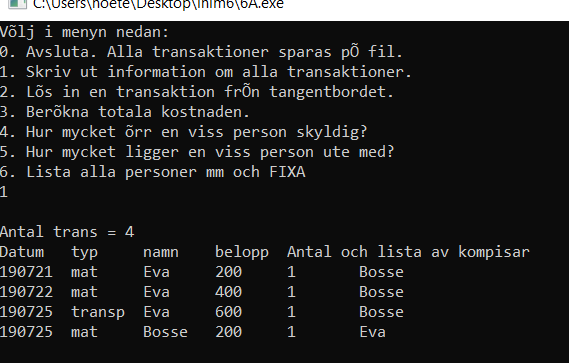 C:\Users\noete\Desktop\inlm6\6A.exe
Võlj i menyn nedan:
0. Avsluta. Alla transaktioner sparas pÕ fil.
1. Skriv ut information om alla transaktioner.
2. Lõs in en transaktion frÕn tangentbordet.
3. Berõkna totala kostnaden.
4. Hur mycket õrr en viss person skyldig?
5. Hur mycket ligger en viss person ute med?
6. Lista alla personer mm och FIXA
1
Antal trans = 4
Datum typ namn belopp Antal och lista av kompisar
190721 mat Eva 200 1 Bosse
190722 mat Eva 400 1 Bosse
190725 transp Eva 600 1 Bosse
190725 mat Bosse 200 1 Eva